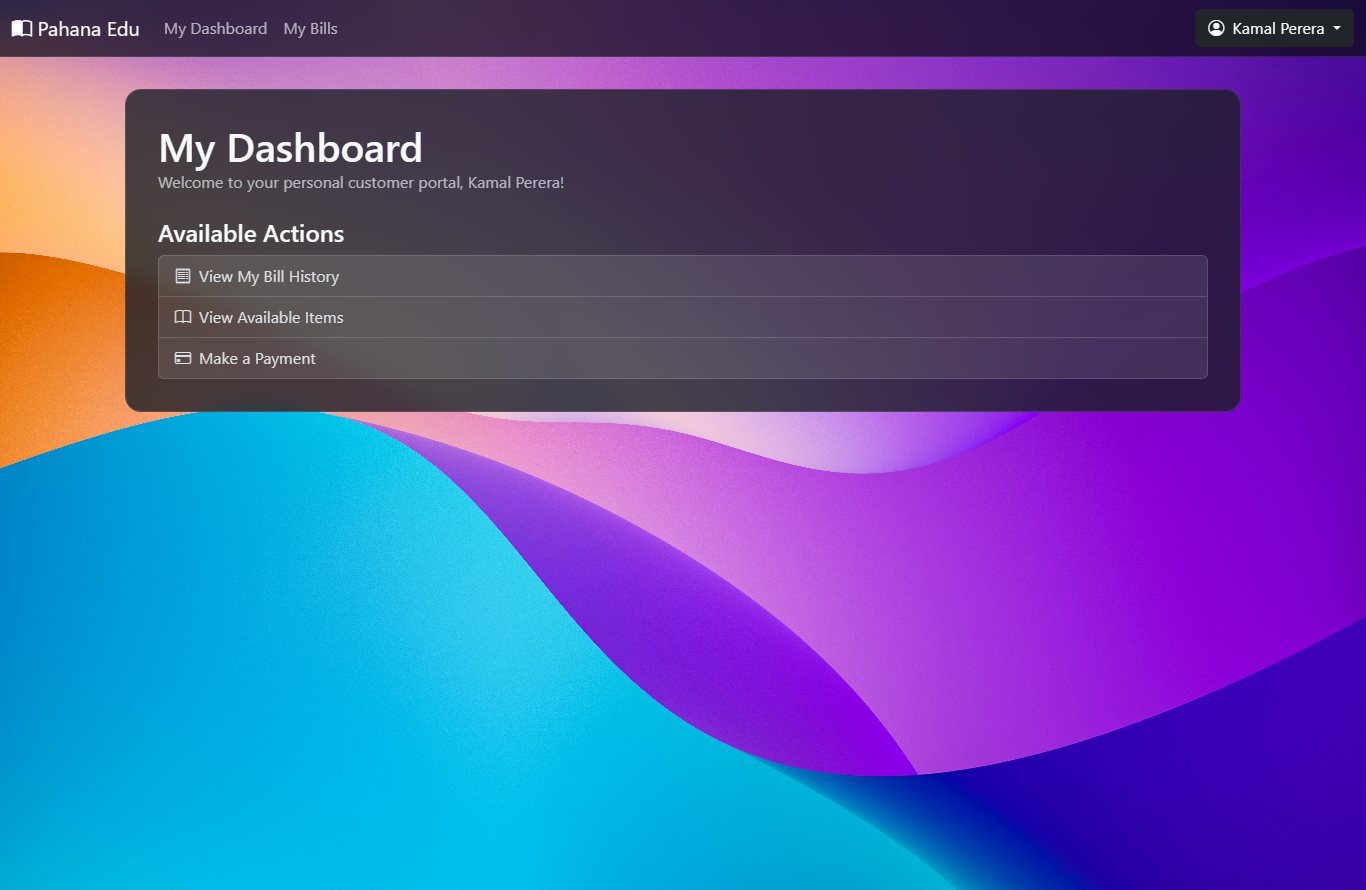 Pahana Edu My Dashboard My Bills Kamal Perera
My Dashboard
Welcome to your personal customer portal, Kamal Perera!
Available Actions
View My Bill History
View Available Items
Make a Payment